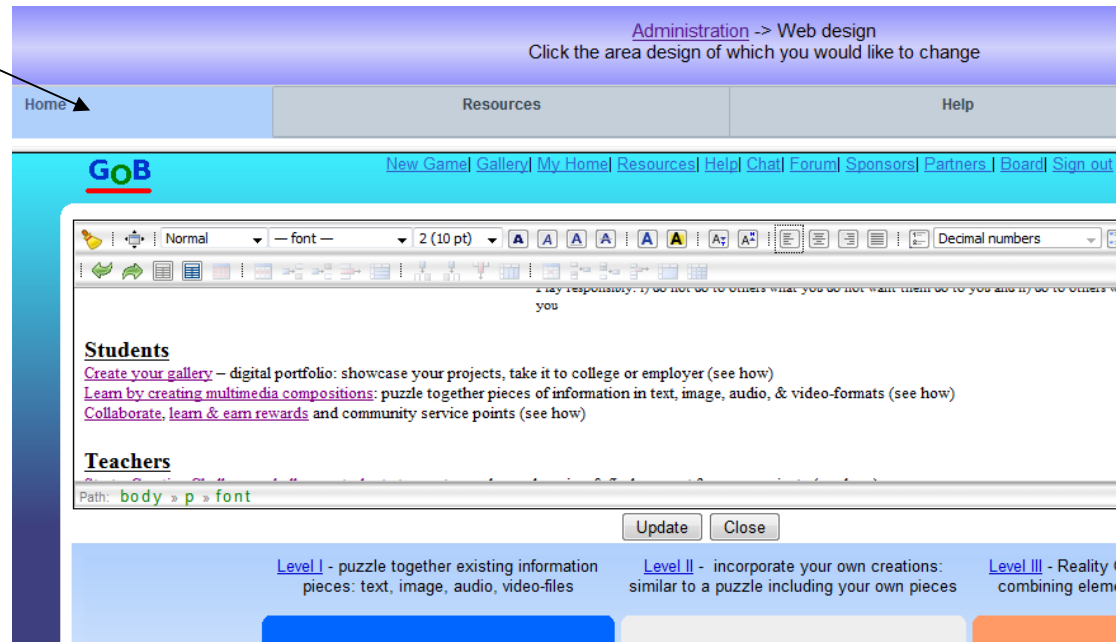 Administration -> Web design
Click the area design of which you would like to change
Home Resources Help
GOB
New Game| Gallery| My Home| Resources| Help| Chat| Forum| Sponsors| Partners | Board| Sign out
Normal — font — 2 (10 pt) Decimal numbers
you
Students
Create your gallery – digital portfolio: showcase your projects, take it to college or employer (see how)
Learn by creating multimedia compositions: puzzle together pieces of information in text, image, audio, & video-formats (see how)
Collaborate, learn & earn rewards and community service points (see how)
Teachers
Path: body » p » font
Update Close
Level I - puzzle together existing information
pieces: text, image, audio, video-files
Level II - incorporate your own creations:
similar to a puzzle including your own pieces
Level III - Reality
combining